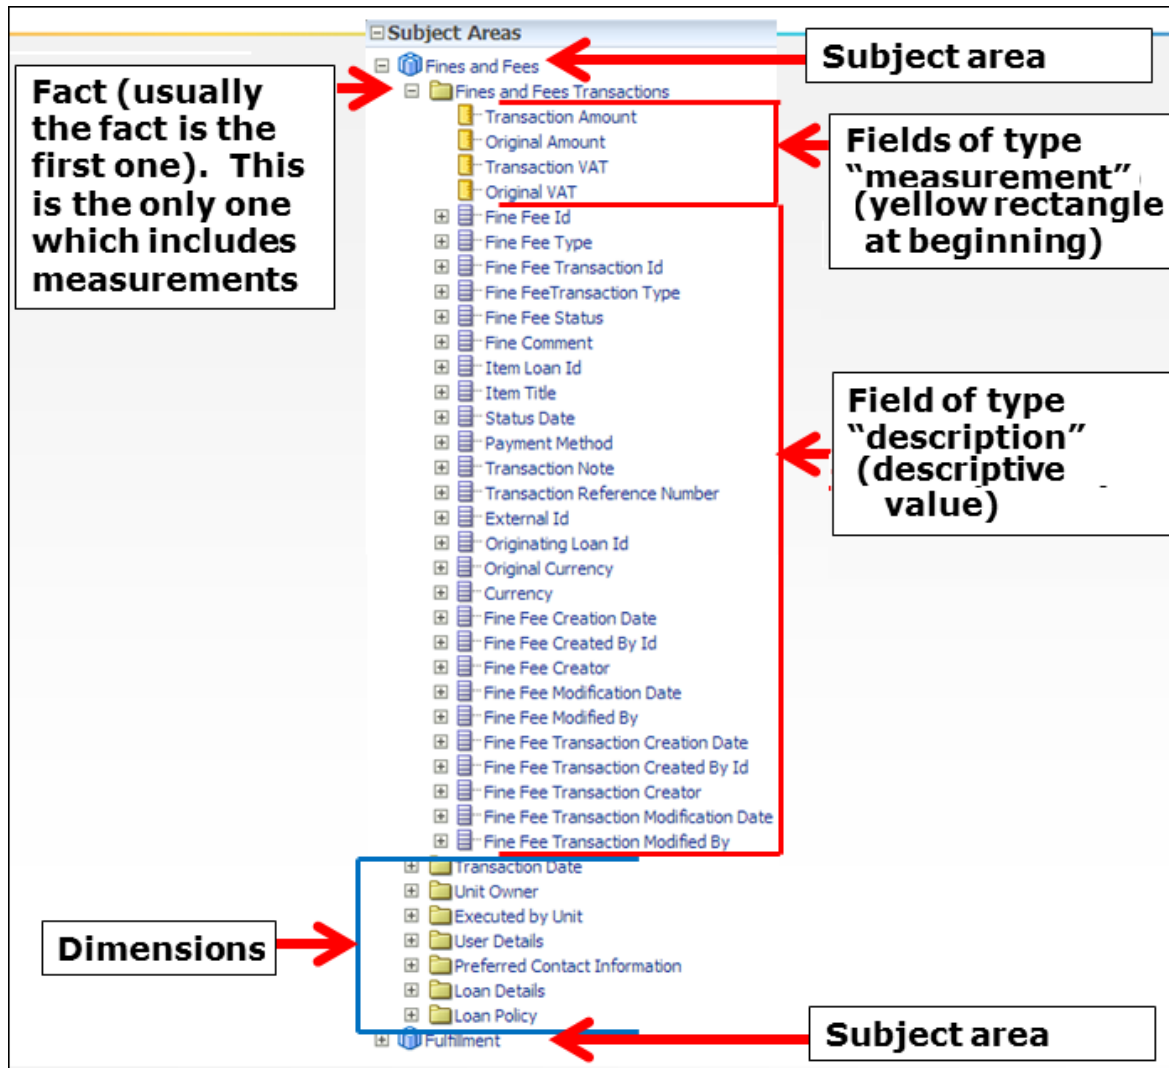 Subject Areas
Fines and Fees
Fines and Fees Transactions
Transaction Amount
Original Amount
Transaction VAT
Original VAT
Fine Fee Id
Fine Fee Type
Fine Fee Transaction Id
Fine FeeTransaction Type
Fine Fee Status
Fine Comment
Item Loan Id
Item Title
Status Date
Payment Method
Transaction Note
Transaction Reference Number
External Id
Originating Loan Id
Original Currency
Currency
Fine Fee Creation Date
Fine Fee Created By Id
Fine Fee Creator
Fine Fee Modification Date
Fine Fee Modified By
Fine Fee Transaction Creation Date
Fine Fee Transaction Created By Id
Fine Fee Transaction Creator
Fine Fee Transaction Modification Date
Fine Fee Transaction Modified By
Transaction Date
Unit Owner
Executed by Unit
User Details
Preferred Contact Information
Loan Details
Loan Policy
Fulfillment
Fact (usually
the fact is the
first one). This
is the only one
which includes
measurements
Dimensions
Subject area
Fields of type
“measurement”
(yellow rectangle
at beginning)
Field of type
“description”
(descriptive
value)
Subject area